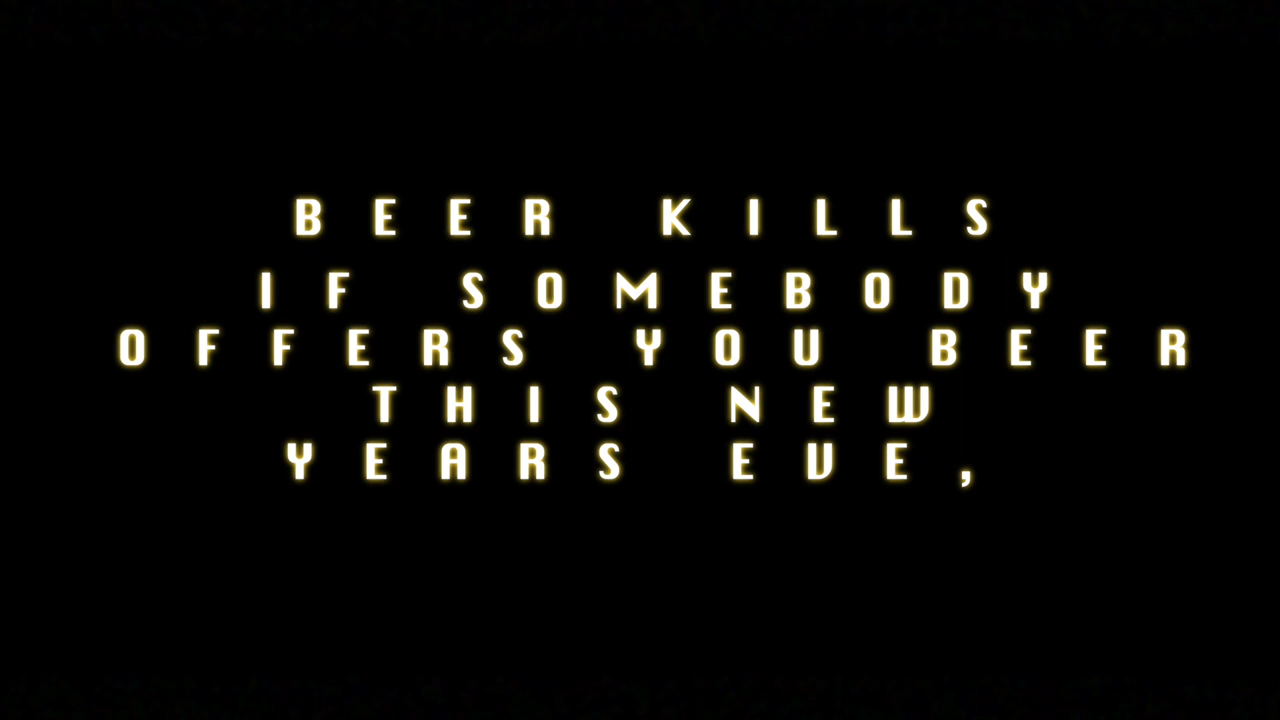 BEER KILLS
IF SOMEBODY
OFFERS YOU BEER
THIS NEW
YEARS EVE,